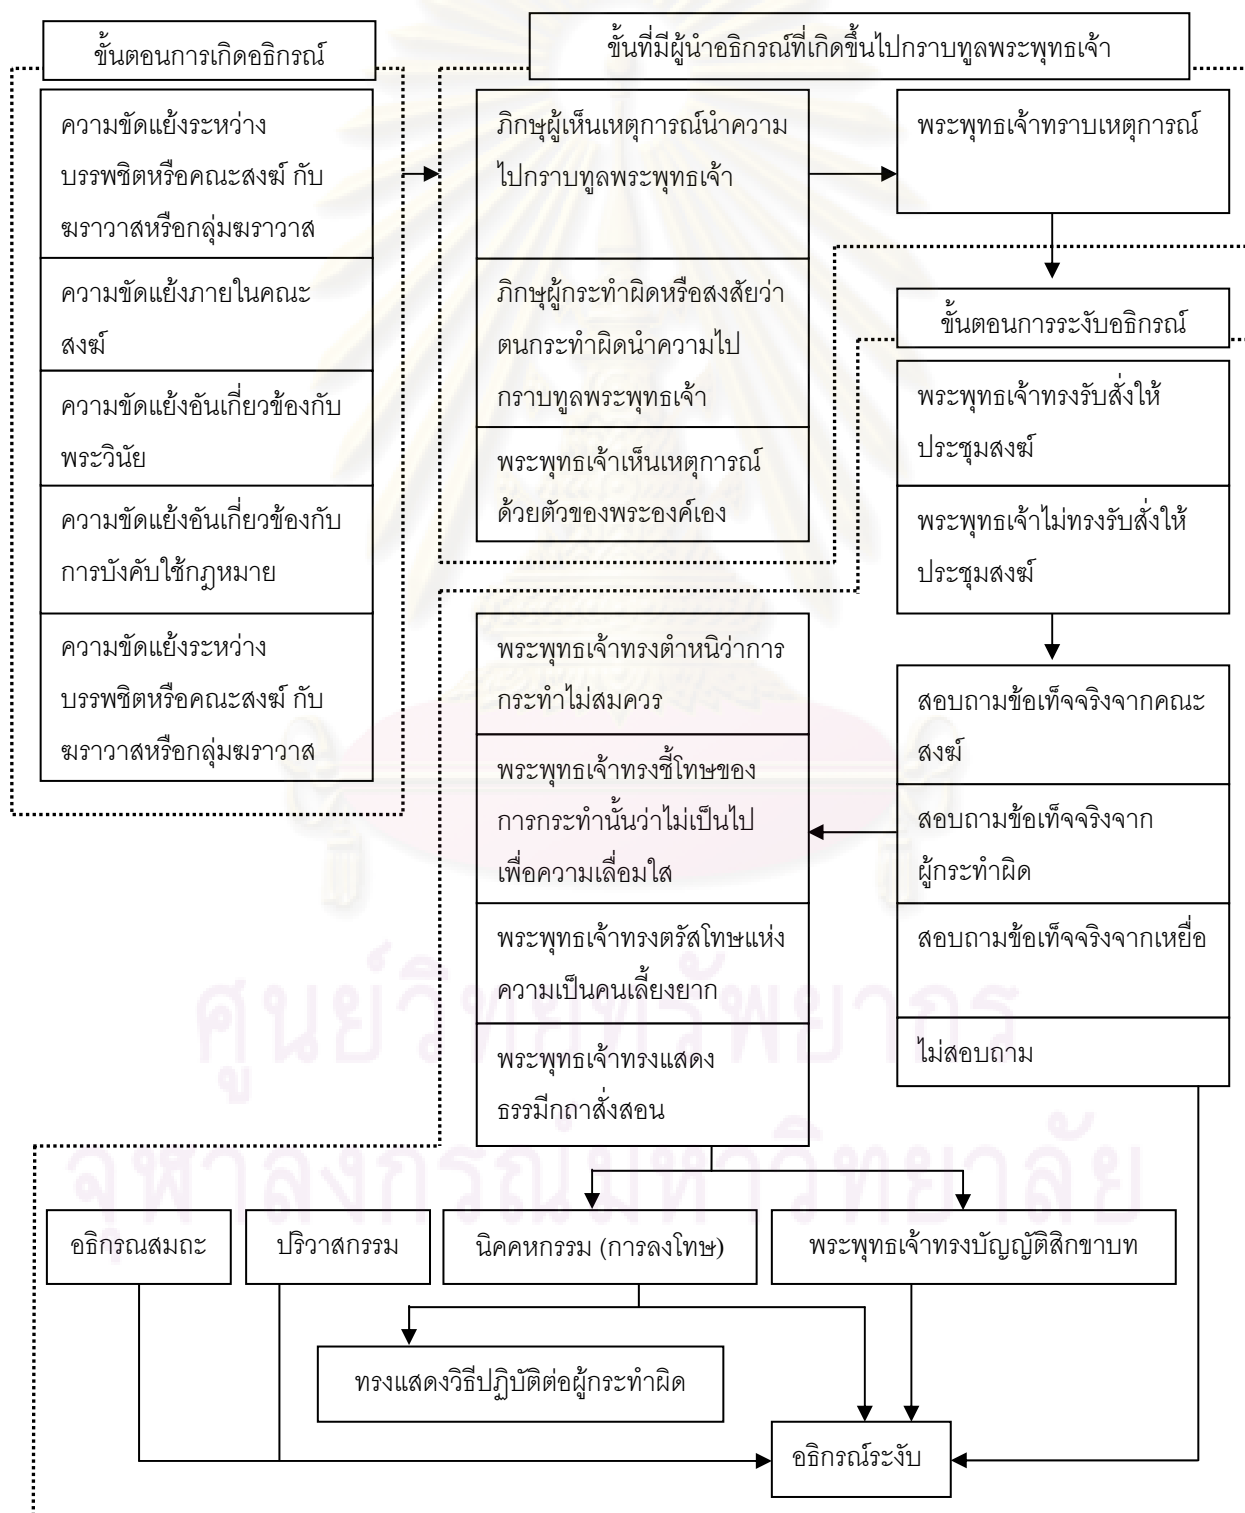 ขั้นตอนการเกิดอธิกรณ์
ความขัดแย้งระหว่าง
บรรพชิตหรือคณะสงฆ์ กับ
ฆราวาสหรือกลุ่มฆราวาส
ความขัดแย้งภายในคณะ
สงฆ์
ความขัดแย้งอันเกี่ยวข้องกับ
พระวินัย
ความขัดแย้งอันเกี่ยวข้องกับ
การบังคับใช้กฎหมาย
ความขัดแย้งระหว่าง
บรรพชิตหรือคณะสงฆ์ กับ
ฆราวาสหรือกลุ่มฆราวาส
ขั้นที่มีผู้นำอธิกรณ์ที่เกิดขึ้นไปกราบทูลพระพุทธเจ้า
ภิกษุผู้เห็นเหตุการณ์นำความ
ไปกราบทูลพระพุทธเจ้า
ภิกษุผู้กระทำผิดหรือสงสัยว่า
ตนกระทำผิดนำความไป
กราบทูลพระพุทธเจ้า
พระพุทธเจ้าเห็นเหตุการณ์
ด้วยตัวของพระองค์เอง
พระพุทธเจ้าทราบเหตุการณ์
ขั้นตอนการระงับอธิกรณ์
พระพุทธเจ้าทรงรับสั่งให้
ประชุมสงฆ์
พระพุทธเจ้าไม่ทรงรับสั่งให้
ประชุมสงฆ์
สอบถามข้อเท็จจริงจากคณะ
สงฆ์
สอบถามข้อเท็จจริงจาก
ผู้กระทำผิด
สอบถามข้อเท็จจริงจากเหยื่อ
ไม่สอบถาม
พระพุทธเจ้าทรงตำหนิว่าการ
กระทำไม่สมควร
พระพุทธเจ้าทรงชี้โทษของ
การกระทำนั้นว่าไม่เป็นไป
เพื่อความเลื่อมใส
พระพุทธเจ้าทรงตรัสโทษแห่ง
ความเป็นคนเลี้ยงยาก
พระพุทธเจ้าทรงแสดง
ธรรมีกถาสั่งสอน
อธิกรณสมถะ
ปริวาสกรรม
นิคคหกรรม (การลงโทษ)
พระพุทธเจ้าทรงบัญญัติสิกขาบท
ทรงแสดงวิธีปฏิบัติต่อผู้กระทำผิด
อธิกรณ์ระงับ
ศูนย์วิทยทรัพยากร
จุฬาลงกรณ์มหาวิทยาลัย